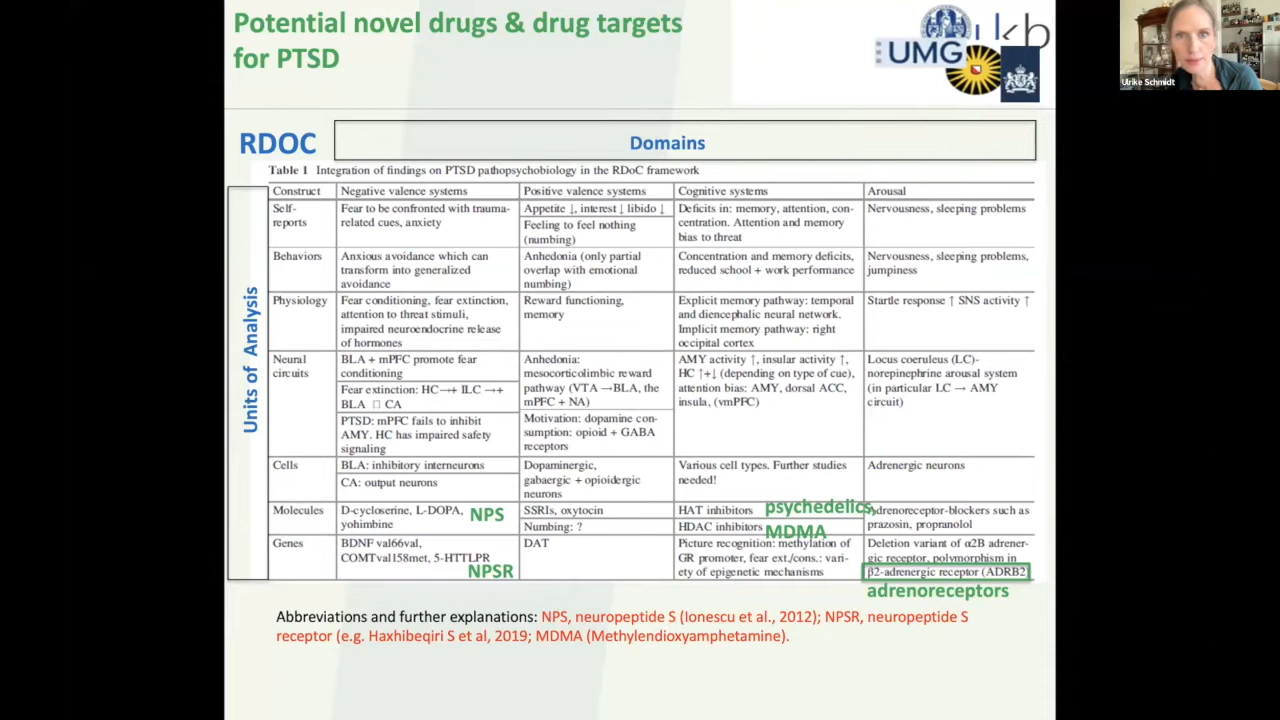 Potential novel drugs & drug targets
for PTSD
UMG
ukb
Ulrike Schmidt
RDOC
Domains
Units of Analysis
Table 1 Integration of findings on PTSD pathopsychobiology in the RDoC framework
Construct Negative valence systems Positive valence systems Cognitive systems Arousal
Self-reports
Fear to be confronted with trauma-
related cues, anxiety
Appetite ↓, interest ↓ libido ↓
Feeling to feel nothing
(numbing)
Deficits in: memory, attention, con-
centration. Attention and memory
bias to threat
Nervousness, sleeping problems
Behaviors
Anxious avoidance which can
transform into generalized
avoidance
Anhedonia (only partial
overlap with emotional
numbing)
Concentration and memory deficits,
reduced school + work performance
Nervousness, sleeping problems,
jumpiness
Physiology
Fear conditioning, fear extinction,
attention to threat stimuli,
impaired neuroendocrine release
of hormones
Reward functioning,
memory
Explicit memory pathway: temporal
and diencephalic neural network.
Implicit memory pathway: right
occipital cortex
Startle response ↑ SNS activity ↑
Neural
circuits
BLA + mPFC promote fear
conditioning
Fear extinction: HC→+ ILC →+
BLA □ CA
PTSD: mPFC fails to inhibit
AMY. HC has impaired safety
signaling
Anhedonia:
mesocorticolimbic reward
pathway (VTA →BLA, the
mPFC + NA)
Motivation: dopamine con-
sumption: opioid + GABA
receptors
AMY activity ↑, insular activity ↑,
HC ↑+↓ (depending on type of cue),
attention bias: AMY, dorsal ACC,
insula, (vmPFC)
Locus coeruleus (LC)-
norepinephrine arousal system
(in particular LC → AMY
circuit)
Cells
BLA: inhibitory interneurons
CA: output neurons
Dopaminergic,
gabaergic + opioidergic
neurons
Various cell types. Further studies
needed!
Adrenergic neurons
Molecules
D-cycloserine, L-DOPA,
yohimbine
NPS
SSRIs, oxytocin
Numbing: ?
HAT inhibitors
HDAC inhibitors
psychedelics,
MDMA
Adrenoreceptor-blockers such as
prazosin, propranolol
Genes
BDNF val66val,
COMTval158met, 5-HTTLPR
NPSR
DAT
Picture recognition: methylation of
GR promoter, fear ext./cons.: vari-
ety of epigenetic mechanisms
Deletion variant of α2B adrener-
gic receptor, polymorphism in
β2-adrenergic receptor (ADRB2)
adrenoreceptors
Abbreviations and further explanations: NPS, neuropeptide S (Ionescu et al., 2012); NPSR, neuropeptide S
receptor (e.g. Haxhibeqiri S et al, 2019; MDMA (Methylendioxyamphetamine).